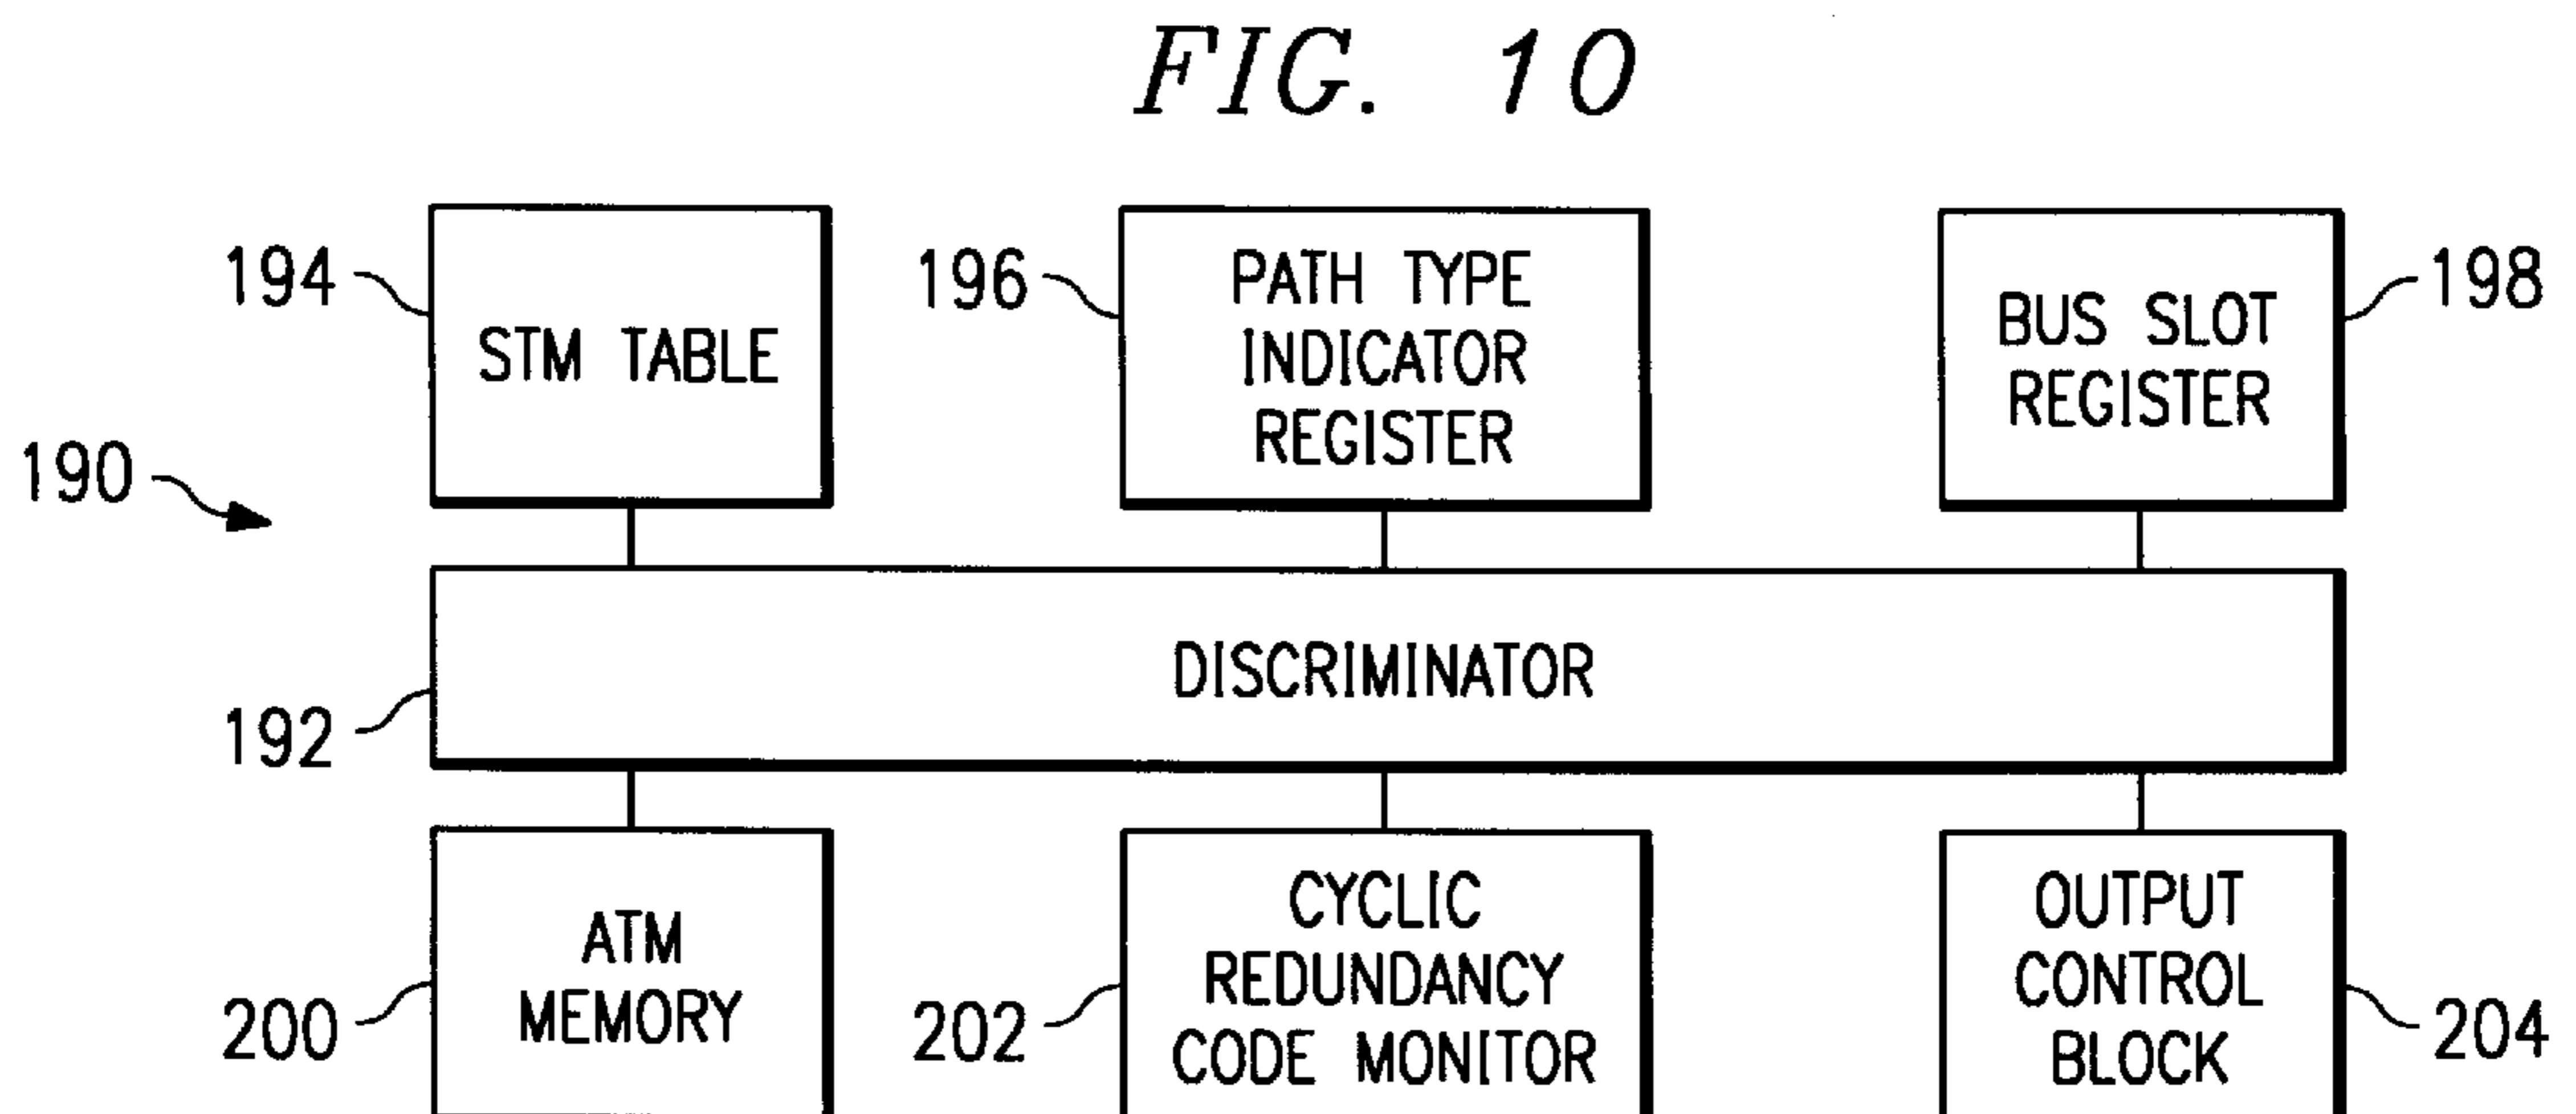 FIG. 10
194
STM TABLE
196
PATH TYPE
INDICATOR
REGISTER
BUS SLOT
REGISTER
198
190
DISCRIMINATOR
192
ATM
MEMORY
200
CYCLIC
REDUNDANCY
CODE MONITOR
202
OUTPUT
CONTROL
BLOCK
204